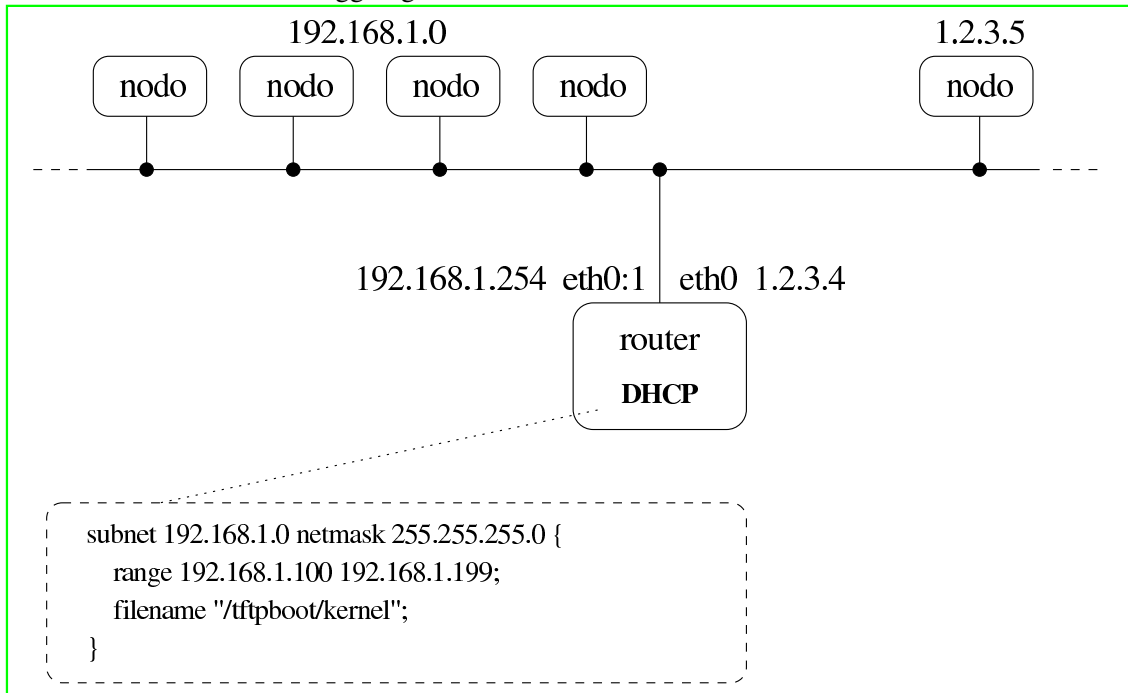 192.168.1.0 1.2.3.5
nodo nodo nodo nodo nodo
192.168.1.254 eth0:1 eth0 1.2.3.4
router
DHCP
subnet 192.168.1.0 netmask 255.255.255.0 {
range 192.168.1.100 192.168.1.199;
filename "/tftpboot/kernel";
}